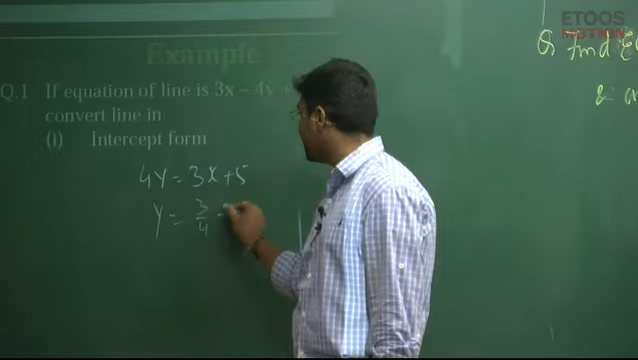 ETOOS
Example
Q.1 If equation of line is 3x – 4y +
convert line in
(i) Intercept form
4y = 3x + 5
y = 3/4
Q Find
&